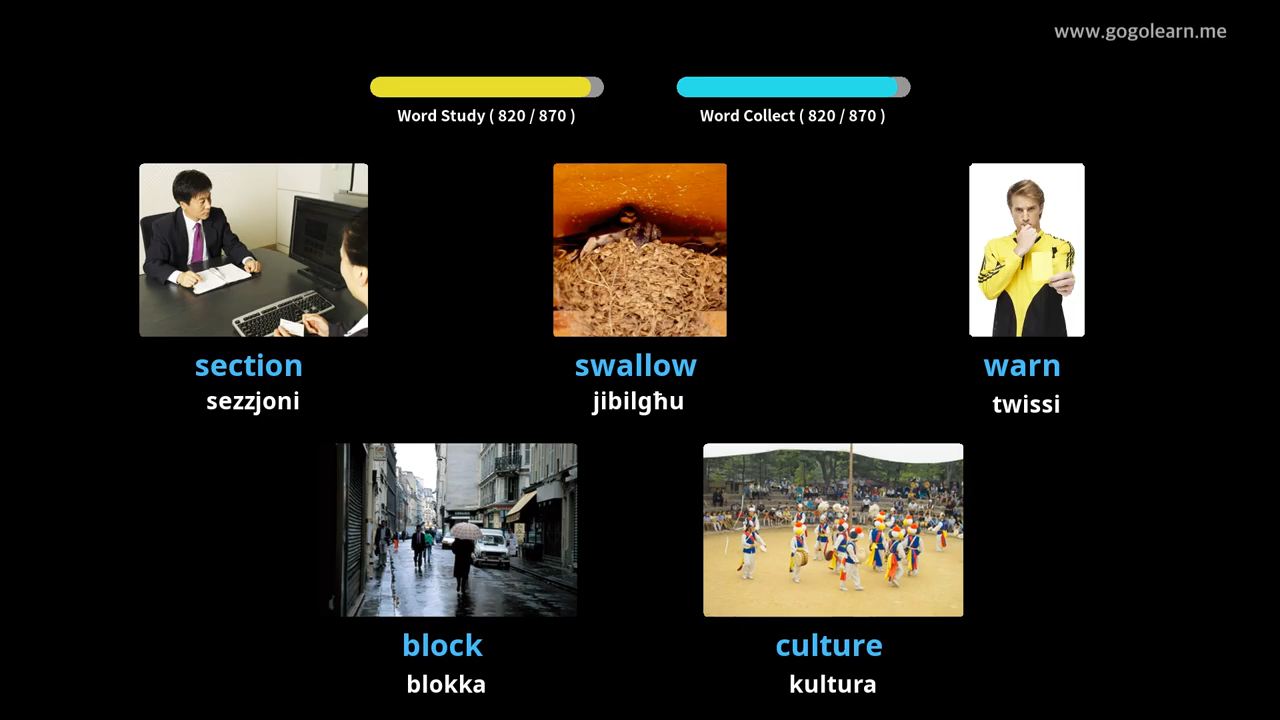 www.gogolearn.me
Word Study ( 820 / 870 )
Word Collect ( 820 / 870 )
section
sezzjoni
swallow
jibilgħu
warn
twissi
block
blokka
culture
kultura